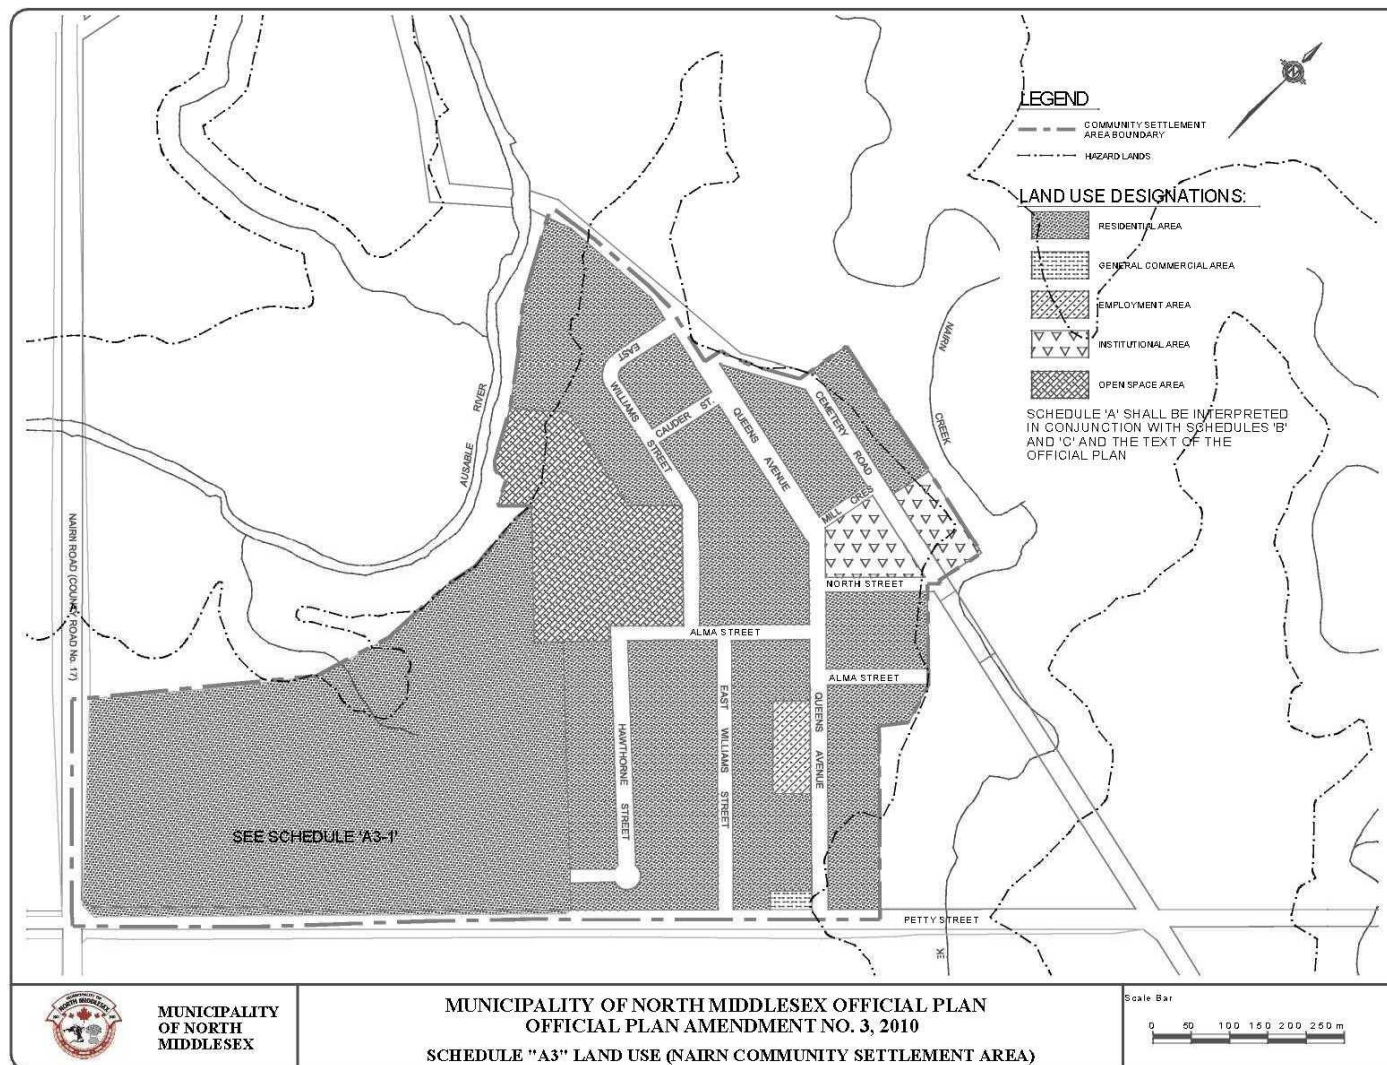 LEGEND
COMMUNITY SETTLEMENT
AREA BOUNDARY
HAZARD LANDS
LAND USE DESIGNATIONS:
RESIDENTIAL AREA
GENERAL COMMERCIAL AREA
EMPLOYMENT AREA
INSTITUTIONAL AREA
OPEN SPACE AREA
SCHEDULE 'A' SHALL BE INTERPRETED
IN CONJUNCTION WITH SCHEDULES 'B'
AND 'C' AND THE TEXT OF THE
OFFICIAL PLAN
NAIRN
CREEK
AUSABLE RIVER
EAST
WILLIAMS
STREET
CAUDER ST.
QUEENS AVENUE
CEMETERY ROAD
MILL CRES
NORTH STREET
ALMA STREET
ALMA STREET
QUEENS AVENUE
EAST WILLIAMS STREET
HAWTHORNE STREET
NAIRN ROAD (COUNTY ROAD No. 17)
SEE SCHEDULE 'A3-1'
PETTY STREET
MUNICIPALITY OF
NORTH MIDDLESEX
MUNICIPALITY
OF NORTH
MIDDLESEX
MUNICIPALITY OF NORTH MIDDLESEX OFFICIAL PLAN
OFFICIAL PLAN AMENDMENT NO. 3, 2010
SCHEDULE "A3" LAND USE (NAIRN COMMUNITY SETTLEMENT AREA)
Scale Bar
0 50 100 150 200 250 m